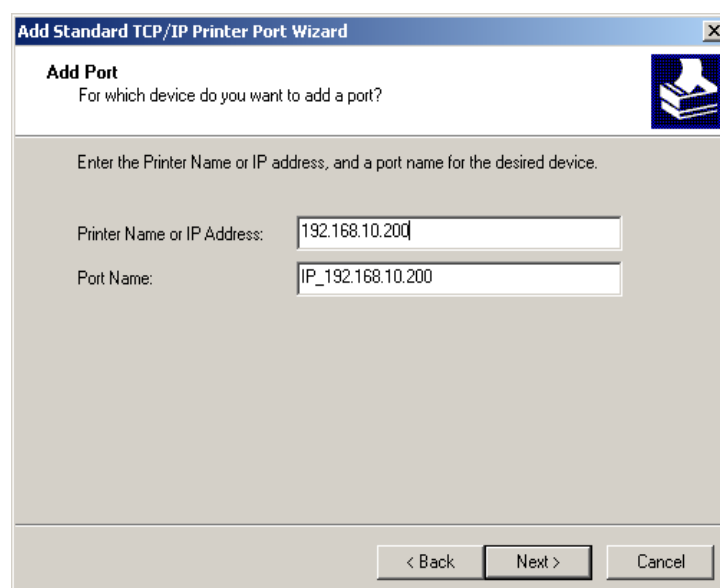 Add Standard TCP/IP Printer Port Wizard
Add Port
For which device do you want to add a port?
Enter the Printer Name or IP address, and a port name for the desired device.
Printer Name or IP Address: 192.168.10.200
Port Name: IP_192.168.10.200
< Back Next > Cancel